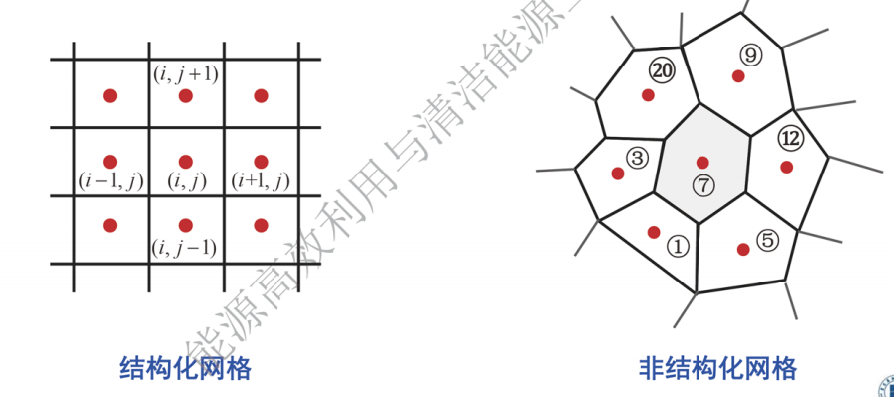 (i, j+1)
(i−1, j)
(i, j)
(i+1, j)
(i, j−1)
⑨
⑳
⑫
③
⑦
①
⑤
能源高效利用与清洁能源
结构化网格
非结构化网格